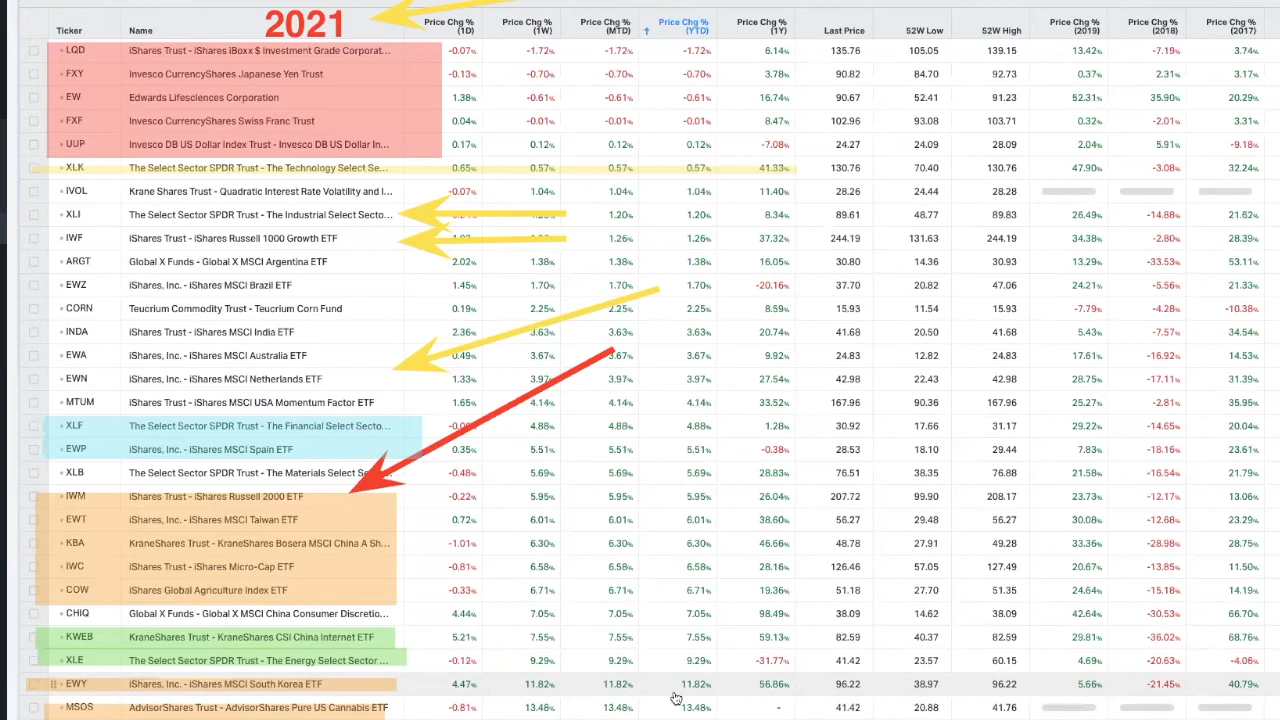 2021
Ticker Name Price Chg % (1D) Price Chg % (1W) Price Chg % (MTD) ↑ Price Chg % (YTD) Price Chg % (1Y) Last Price 52W Low 52W High Price Chg % (2019) Price Chg % (2018) Price Chg % (2017)
LQD iShares Trust - iShares iBoxx $ Investment Grade Corporat... -0.07% -1.72% -1.72% -1.72% 6.14% 135.76 105.05 139.15 13.42% -7.19% 3.74%
FXY Invesco CurrencyShares Japanese Yen Trust -0.13% -0.70% -0.70% -0.70% 3.78% 90.82 84.70 92.73 0.37% 2.31% 3.17%
EW Edwards Lifesciences Corporation 1.38% -0.61% -0.61% -0.61% 16.74% 90.67 52.41 91.23 52.31% 35.90% 20.29%
FXF Invesco CurrencyShares Swiss Franc Trust 0.04% -0.01% -0.01% -0.01% 8.47% 102.96 93.08 103.71 0.32% -2.01% 3.31%
UUP Invesco DB US Dollar Index Trust - Invesco DB US Dollar In... 0.17% 0.12% 0.12% 0.12% -7.08% 24.27 24.09 28.09 2.04% 5.91% -9.18%
XLK The Select Sector SPDR Trust - The Technology Select Se... 0.65% 0.57% 0.57% 0.57% 41.33% 130.76 70.40 130.76 47.90% -3.08% 32.24%
IVOL Krane Shares Trust - Quadratic Interest Rate Volatility and I... -0.07% 1.04% 1.04% 1.04% 11.40% 28.26 24.44 28.28
XLI The Select Sector SPDR Trust - The Industrial Select Secto... 1.20% 1.20% 8.34% 89.61 48.77 89.83 26.49% -14.88% 21.62%
IWF iShares Trust - iShares Russell 1000 Growth ETF 1.26% 1.26% 37.32% 244.19 131.63 244.19 34.38% -2.80% 28.39%
ARGT Global X Funds - Global X MSCI Argentina ETF 2.02% 1.38% 1.38% 1.38% 16.05% 30.80 14.36 30.93 13.29% -33.53% 53.11%
EWZ iShares, Inc. - iShares MSCI Brazil ETF 1.45% 1.70% 1.70% 1.70% -20.16% 37.70 20.82 47.06 24.21% -5.56% 21.33%
CORN Teucrium Commodity Trust - Teucrium Corn Fund 0.19% 2.25% 2.25% 2.25% 8.59% 15.93 11.54 15.93 -7.79% -4.28% -10.38%
INDA iShares Trust - iShares MSCI India ETF 2.36% 3.63% 3.63% 3.63% 20.74% 41.68 20.50 41.68 5.43% -7.57% 34.54%
EWA iShares, Inc. - iShares MSCI Australia ETF 0.49% 3.67% 3.67% 3.67% 9.92% 24.83 12.82 24.83 17.61% -16.92% 14.53%
EWN iShares, Inc. - iShares MSCI Netherlands ETF 1.33% 3.97% 3.97% 3.97% 27.54% 42.98 22.43 42.98 28.75% -17.11% 31.39%
MTUM iShares Trust - iShares MSCI USA Momentum Factor ETF 1.65% 4.14% 4.14% 4.14% 33.52% 167.96 90.36 167.96 25.27% -2.81% 35.95%
XLF The Select Sector SPDR Trust - The Financial Select Secto... 4.88% 4.88% 4.88% 1.28% 30.92 17.66 31.17 29.22% -14.65% 20.04%
EWP iShares, Inc. - iShares MSCI Spain ETF 0.35% 5.51% 5.51% 5.51% -0.38% 28.53 18.10 29.44 7.83% -18.16% 23.61%
XLB The Select Sector SPDR Trust - The Materials Select Se... -0.48% 5.69% 5.69% 5.69% 28.83% 76.51 38.35 76.88 21.58% -16.54% 21.79%
IWM iShares Trust - iShares Russell 2000 ETF -0.22% 5.95% 5.95% 5.95% 26.04% 207.72 99.90 208.17 23.73% -12.17% 13.06%
EWT iShares, Inc. - iShares MSCI Taiwan ETF 0.72% 6.01% 6.01% 6.01% 38.60% 56.27 29.48 56.27 30.08% -12.68% 23.29%
KBA KraneShares Trust - KraneShares Bosera MSCI China A Sh... -1.01% 6.30% 6.30% 6.30% 46.66% 48.78 27.91 49.28 33.36% -28.98% 28.75%
IWC iShares Trust - iShares Micro-Cap ETF -0.81% 6.58% 6.58% 6.58% 28.16% 126.46 57.05 127.49 20.67% -13.85% 11.50%
COW iShares Global Agriculture Index ETF -0.33% 6.71% 6.71% 6.71% 19.36% 51.18 27.70 51.35 24.64% -15.18% 14.19%
CHIQ Global X Funds - Global X MSCI China Consumer Discretio... 4.44% 7.05% 7.05% 7.05% 98.49% 38.09 14.62 38.09 42.64% -30.53% 66.70%
KWEB KraneShares Trust - KraneShares CSI China Internet ETF 5.21% 7.55% 7.55% 7.55% 59.13% 82.59 40.37 82.59 29.81% -36.02% 68.76%
XLE The Select Sector SPDR Trust - The Energy Select Sector ... -0.12% 9.29% 9.29% 9.29% -31.77% 41.42 23.57 60.15 4.69% -20.63% -4.06%
EWY iShares, Inc. - iShares MSCI South Korea ETF 4.47% 11.82% 11.82% 11.82% 56.86% 96.22 38.97 96.22 5.66% -21.45% 40.79%
MSOS AdvisorShares Trust - AdvisorShares Pure US Cannabis ETF -0.81% 13.48% 13.48% 13.48% - 41.42 20.88 41.76